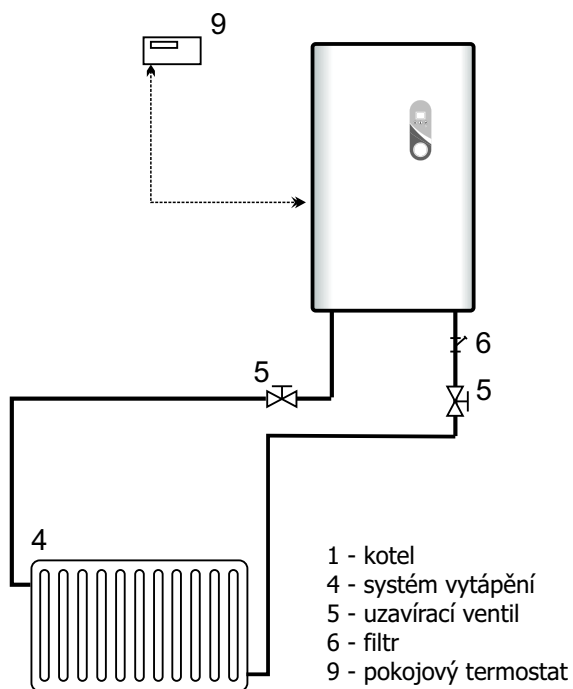 9
6
5
5
4
1 - kotel
4 - systém vytápění
5 - uzavírací ventil
6 - filtr
9 - pokojový termostat